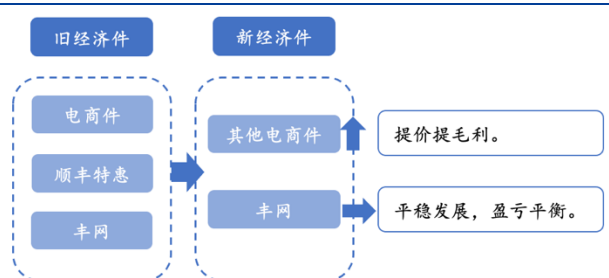 旧经济件
新经济件
电商件
顺丰特惠
丰网
其他电商件
丰网
提价提毛利。
平稳发展，盈亏平衡。